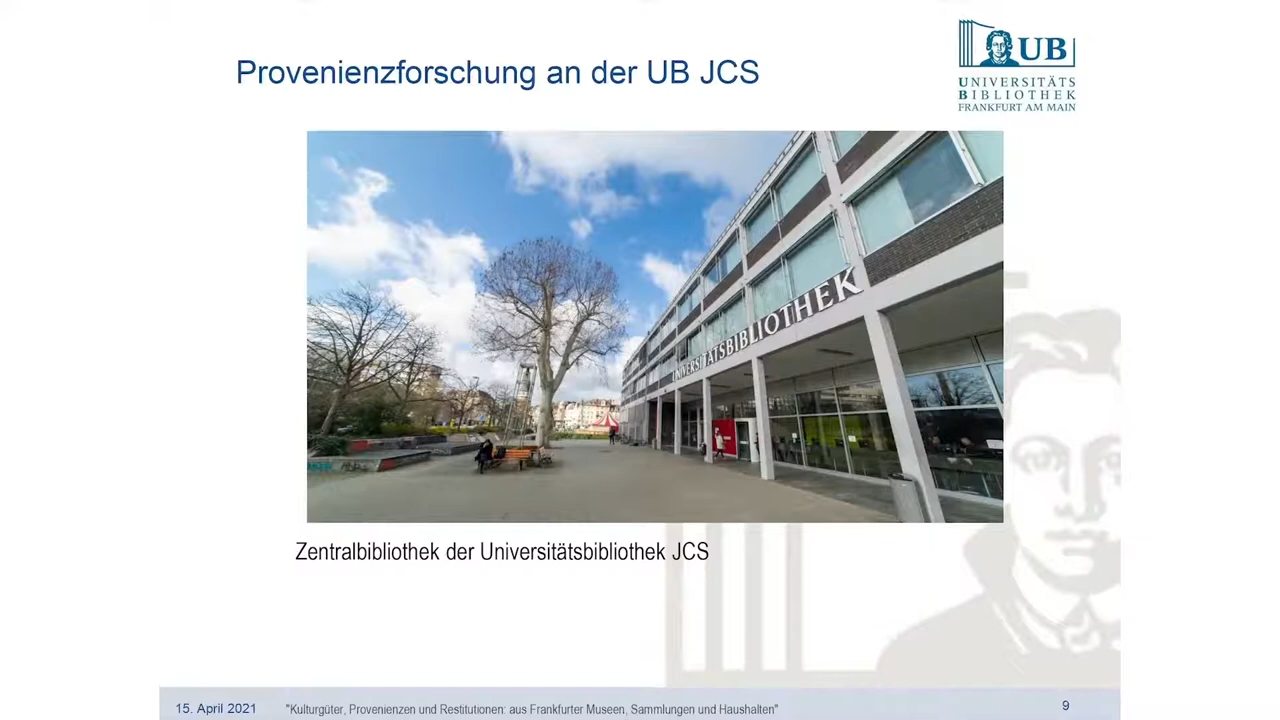 Provenienzforschung an der UB JCS
UB
UNIVERSITÄTS
BIBLIOTHEK
FRANKFURT AM MAIN
UNIVERSITÄTSBIBLIOTHEK
Zentralbibliothek der Universitätsbibliothek JCS
15. April 2021
"Kulturgüter, Provenienzen und Restitutionen: aus Frankfurter Museen, Sammlungen und Haushalten"
9